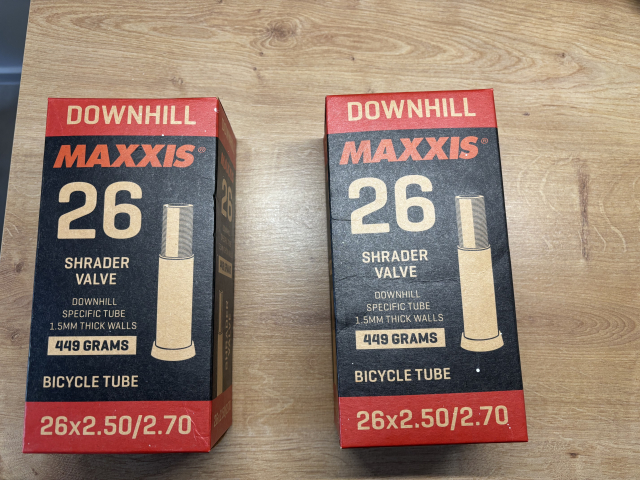 DOWNHILL
MAXXIS®
26
SHRADER
VALVE
DOWNHILL
SPECIFIC TUBE
1.5MM THICK WALLS
449 GRAMS
BICYCLE TUBE
26x2.50/2.70
26
DOWNHILL
MAXXIS®
26
SHRADER
VALVE
DOWNHILL
SPECIFIC TUBE
1.5MM THICK WALLS
449 GRAMS
BICYCLE TUBE
26x2.50/2.70